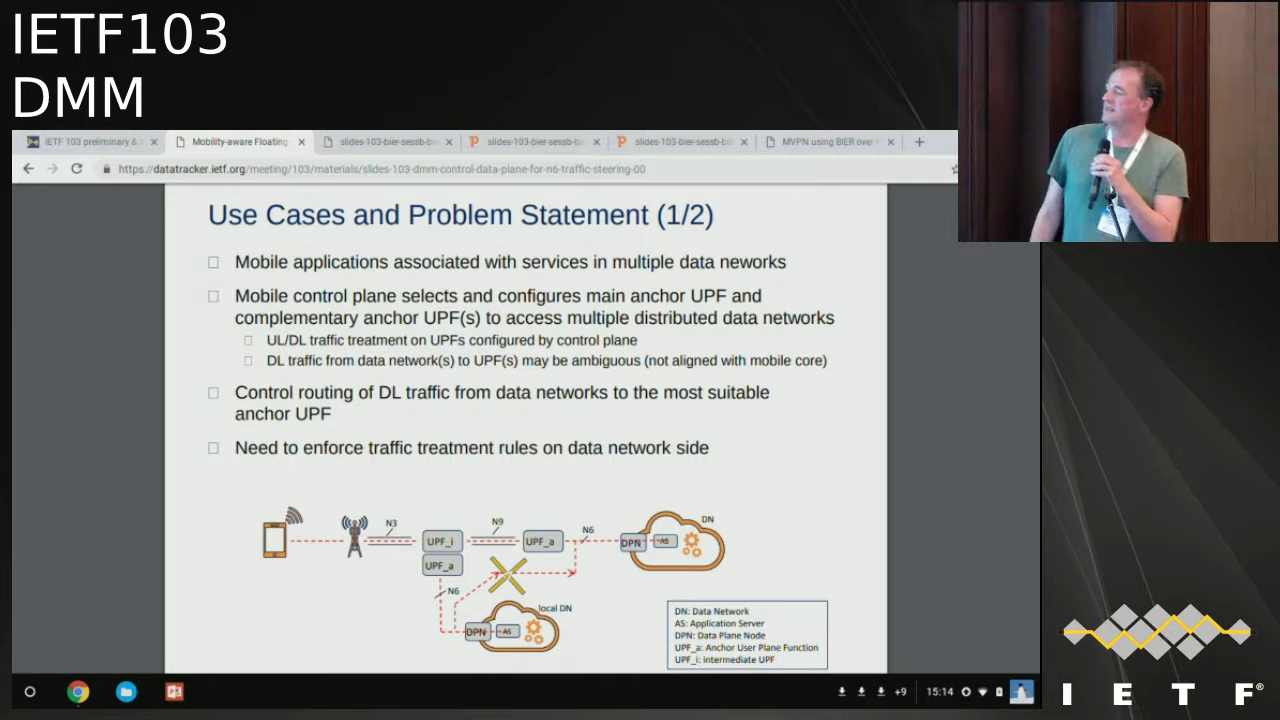 IETF103
DMM
IETF 103 preliminary &
Mobility-aware Floating
slides-103-bier-sessb-bi
slides-103-bier-sessb-bi
slides-103-bier-sessb-bi
MVPN using BIER over
https://datatracker.ietf.org/meeting/103/materials/slides-103-dmm-control-data-plane-for-n6-traffic-steering-00
Use Cases and Problem Statement (1/2)
Mobile applications associated with services in multiple data neworks
Mobile control plane selects and configures main anchor UPF and
complementary anchor UPF(s) to access multiple distributed data networks
UL/DL traffic treatment on UPFs configured by control plane
DL traffic from data network(s) to UPF(s) may be ambiguous (not aligned with mobile core)
Control routing of DL traffic from data networks to the most suitable
anchor UPF
Need to enforce traffic treatment rules on data network side
N3
N9
N6
DN
UPF_i
UPF_a
DPN
AS
UPF_a
N6
local DN
DPN
AS
DN: Data Network
AS: Application Server
DPN: Data Plane Node
UPF_a: Anchor User Plane Function
UPF_i: intermediate UPF
+9
15:14
I E T F®